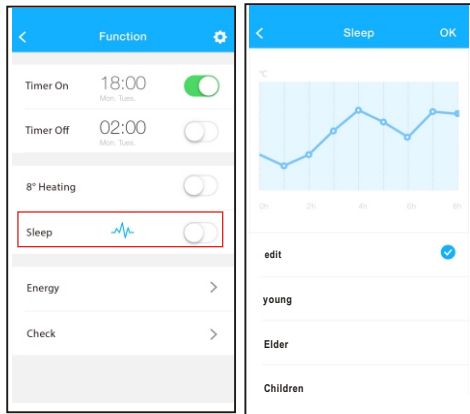 Function
Timer On 18:00
Mon. Tues.
Timer Off 02:00
Mon. Tues.
8° Heating
Sleep
Energy
Check
Sleep OK
°C
0h 2h 4h 6h 8h
edit
young
Elder
Children